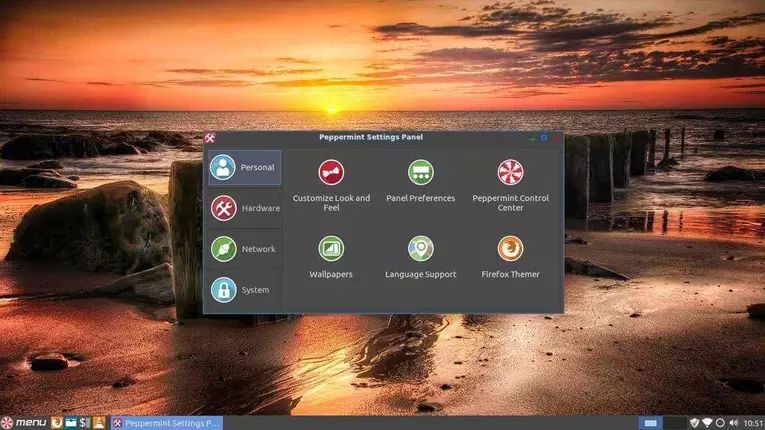 Peppermint Settings Panel
Personal
Hardware
Network
System
Customize Look and
Feel
Panel Preferences
Peppermint Control
Center
Wallpapers
Language Support
Firefox Themer
menu
$
Peppermint Settings P...
10:51